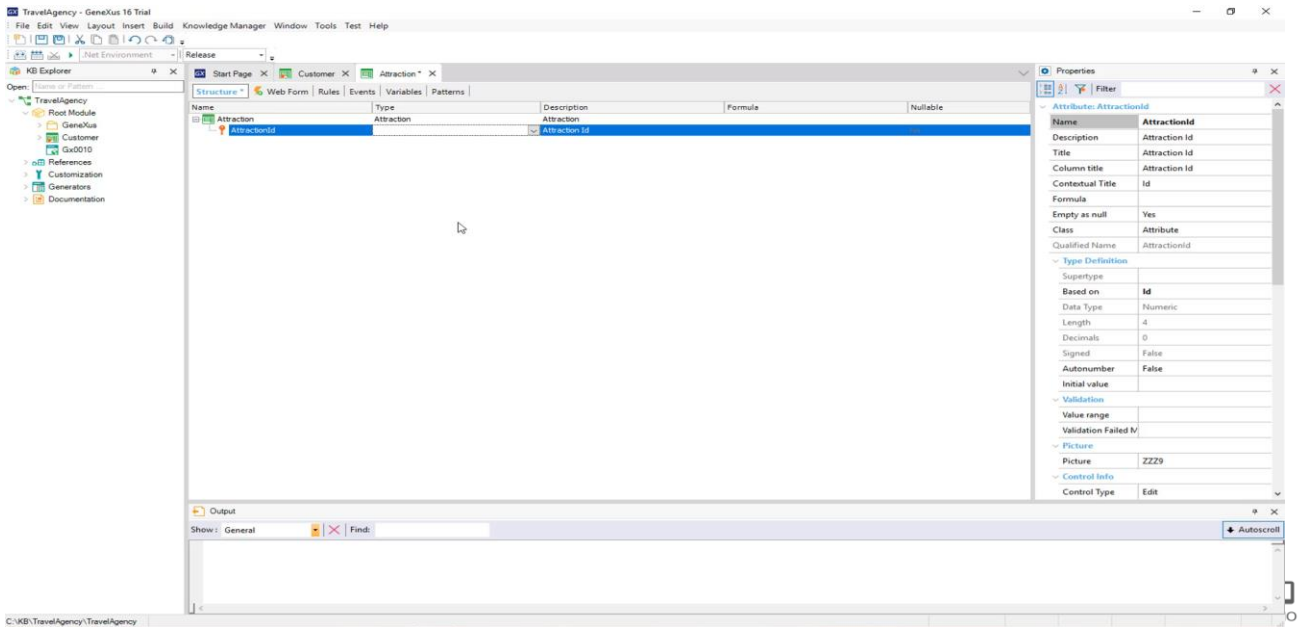 TravelAgency - GeneXus 16 Trial
File Edit View Layout Insert Build Knowledge Manager Window Tools Test Help
.Net Environment Release
KB Explorer
Open: Name or Pattern ...
TravelAgency
Root Module
GeneXus
Customer
Gx0010
References
Customization
Generators
Documentation
Start Page Customer Attraction *
Structure * Web Form Rules Events Variables Patterns
Name Type Description Formula Nullable
Attraction Attraction Attraction
AttractionId Attraction Id
Properties
Filter
Attribute: AttractionId
Name AttractionId
Description Attraction Id
Title Attraction Id
Column title Attraction Id
Contextual Title Id
Formula
Empty as null Yes
Class Attribute
Qualified Name AttractionId
Type Definition
Supertype
Based on Id
Data Type Numeric
Length 4
Decimals 0
Signed False
Autonumber False
Initial value
Validation
Value range
Validation Failed M
Picture
Picture ZZZ9
Control Info
Control Type Edit
Output
Show: General Find:
Autoscroll
C:\KB\TravelAgency\TravelAgency